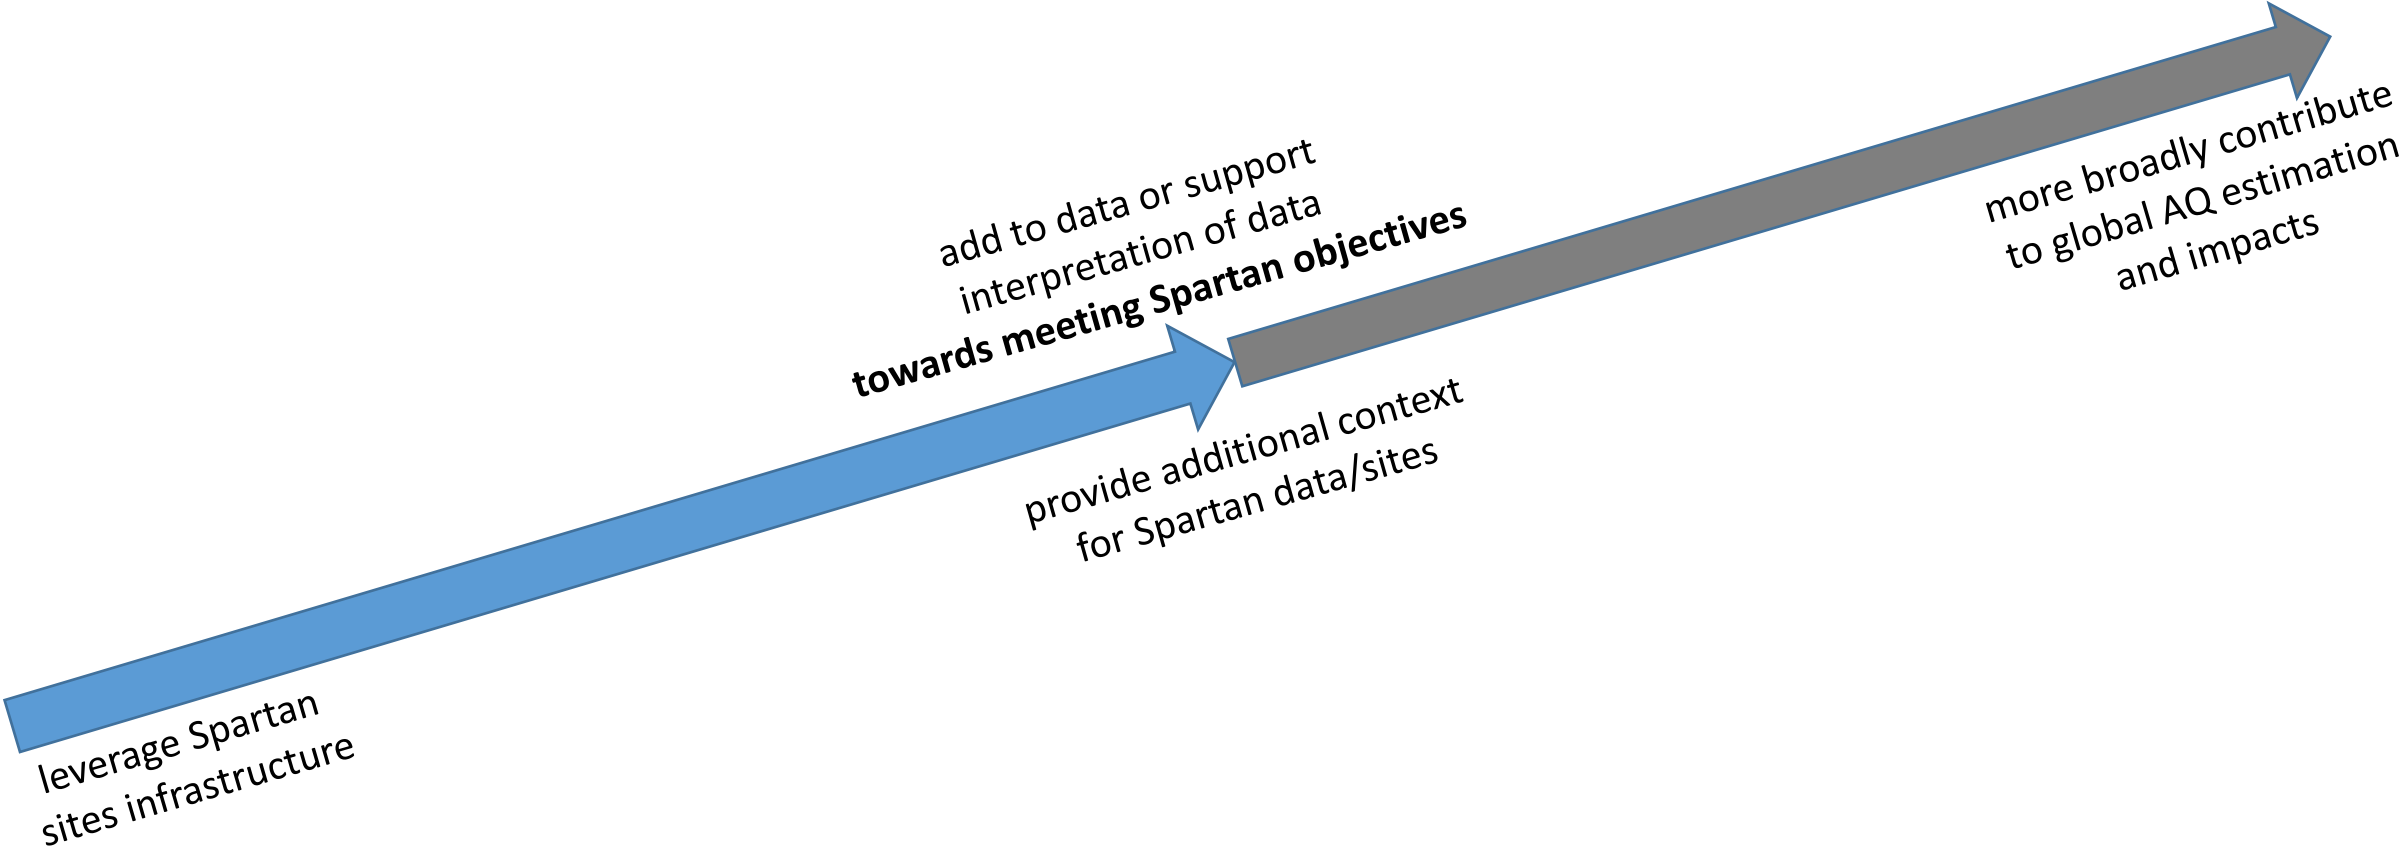 add to data or support
interpretation of data
towards meeting Spartan objectives
more broadly contribute
to global AQ estimation
and impacts
provide additional context
for Spartan data/sites
leverage Spartan
sites infrastructure